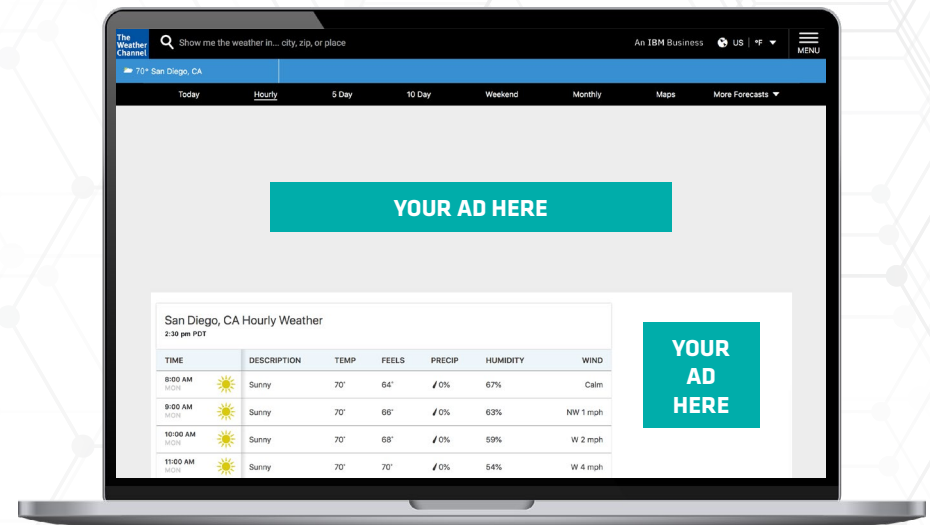 The
Weather
Channel
Show me the weather in... city, zip, or place
An IBM Business
US | °F
MENU
70° San Diego, CA
Today Hourly 5 Day 10 Day Weekend Monthly Maps More Forecasts
YOUR AD HERE
San Diego, CA Hourly Weather
2:30 pm PDT
TIME DESCRIPTION TEMP FEELS PRECIP HUMIDITY WIND
8:00 AM
MON
Sunny 70° 64° 0% 67% Calm
9:00 AM
MON
Sunny 70° 66° 0% 63% NW 1 mph
10:00 AM
MON
Sunny 70° 68° 0% 59% W 2 mph
11:00 AM
MON
Sunny 70° 70° 0% 54% W 4 mph
YOUR
AD
HERE